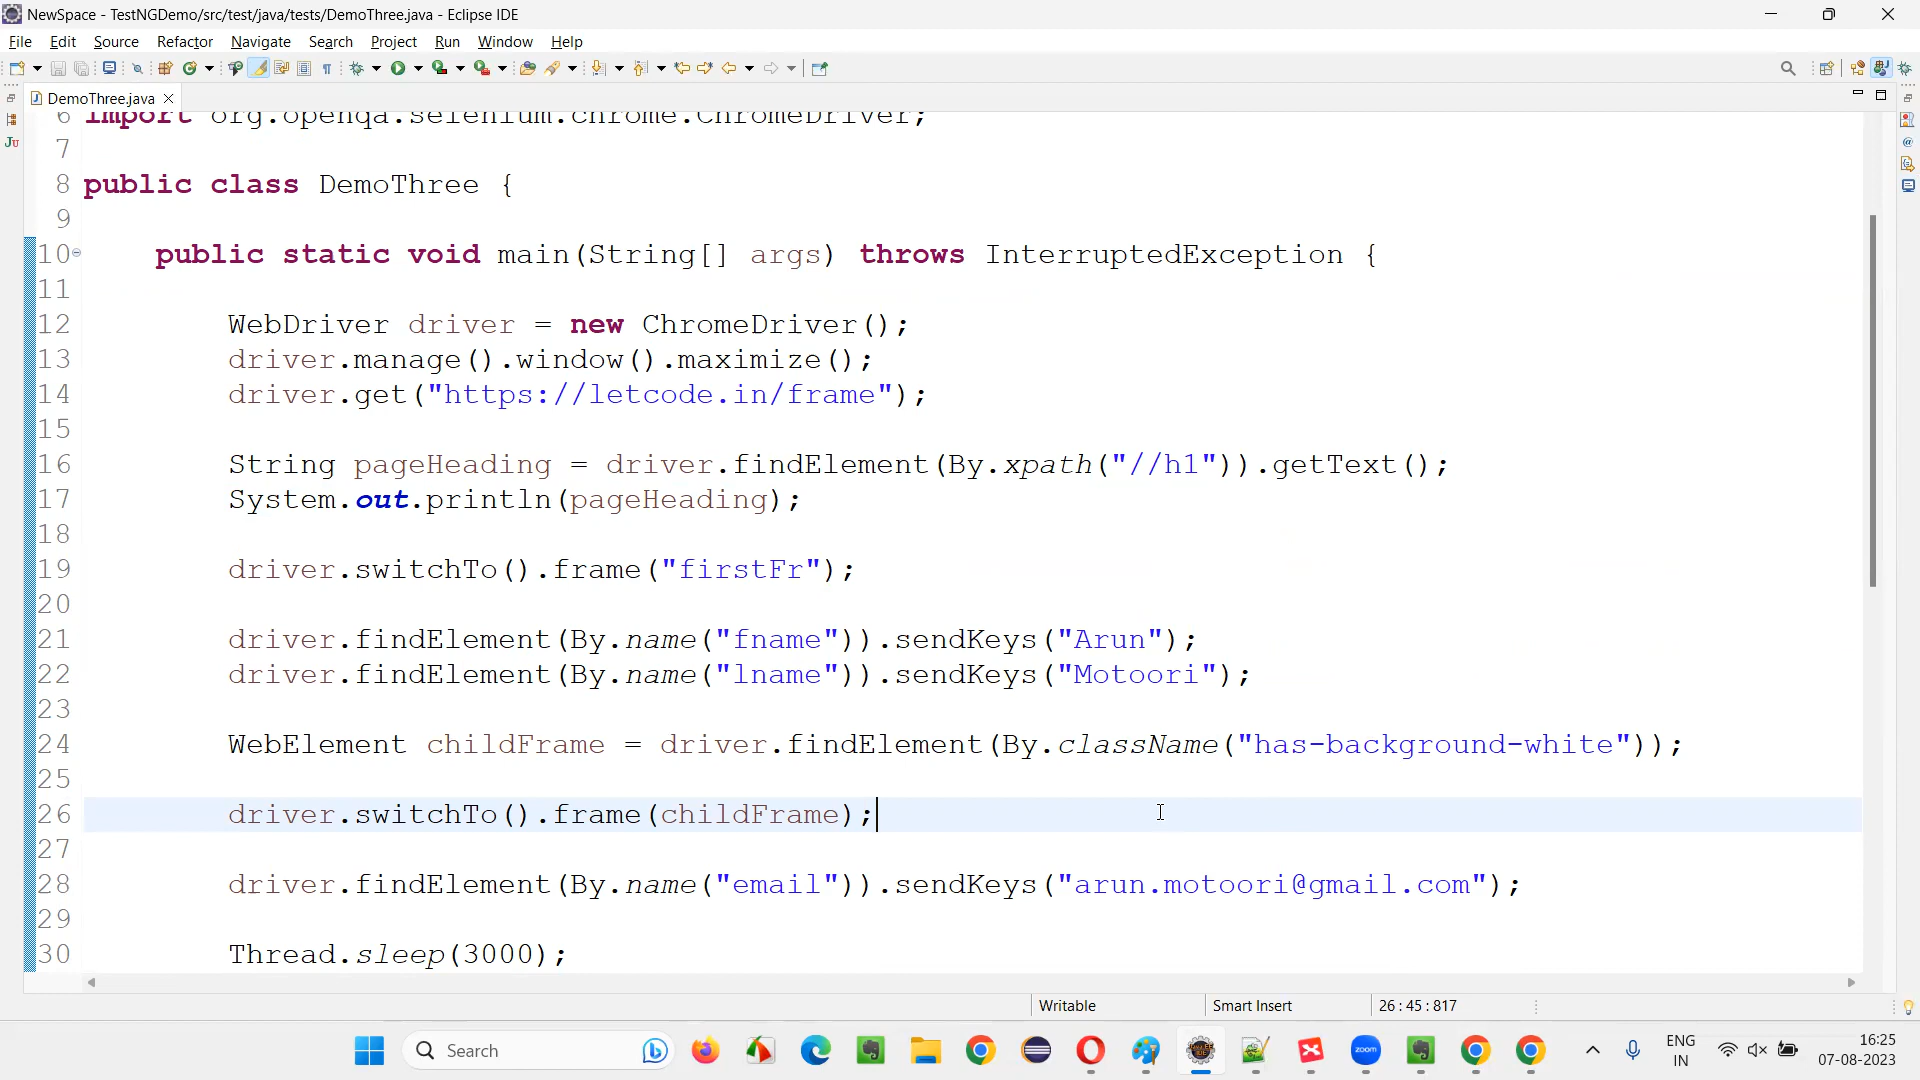 NewSpace - TestNGDemo/src/test/java/tests/DemoThree.java - Eclipse IDE
File Edit Source Refactor Navigate Search Project Run Window Help
DemoThree.java
6 import org.openqa.selenium.chrome.ChromeDriver;
7
8 public class DemoThree {
9
10 public static void main(String[] args) throws InterruptedException {
11
12 WebDriver driver = new ChromeDriver();
13 driver.manage().window().maximize();
14 driver.get("https://letcode.in/frame");
15
16 String pageHeading = driver.findElement(By.xpath("//h1")).getText();
17 System.out.println(pageHeading);
18
19 driver.switchTo().frame("firstFr");
20
21 driver.findElement(By.name("fname")).sendKeys("Arun");
22 driver.findElement(By.name("lname")).sendKeys("Motoori");
23
24 WebElement childFrame = driver.findElement(By.className("has-background-white"));
25
26 driver.switchTo().frame(childFrame);
27
28 driver.findElement(By.name("email")).sendKeys("arun.motoori@gmail.com");
29
30 Thread.sleep(3000);
Writable Smart Insert 26 : 45 : 817
Search
zoom
ENG
IN
16:25
07-08-2023